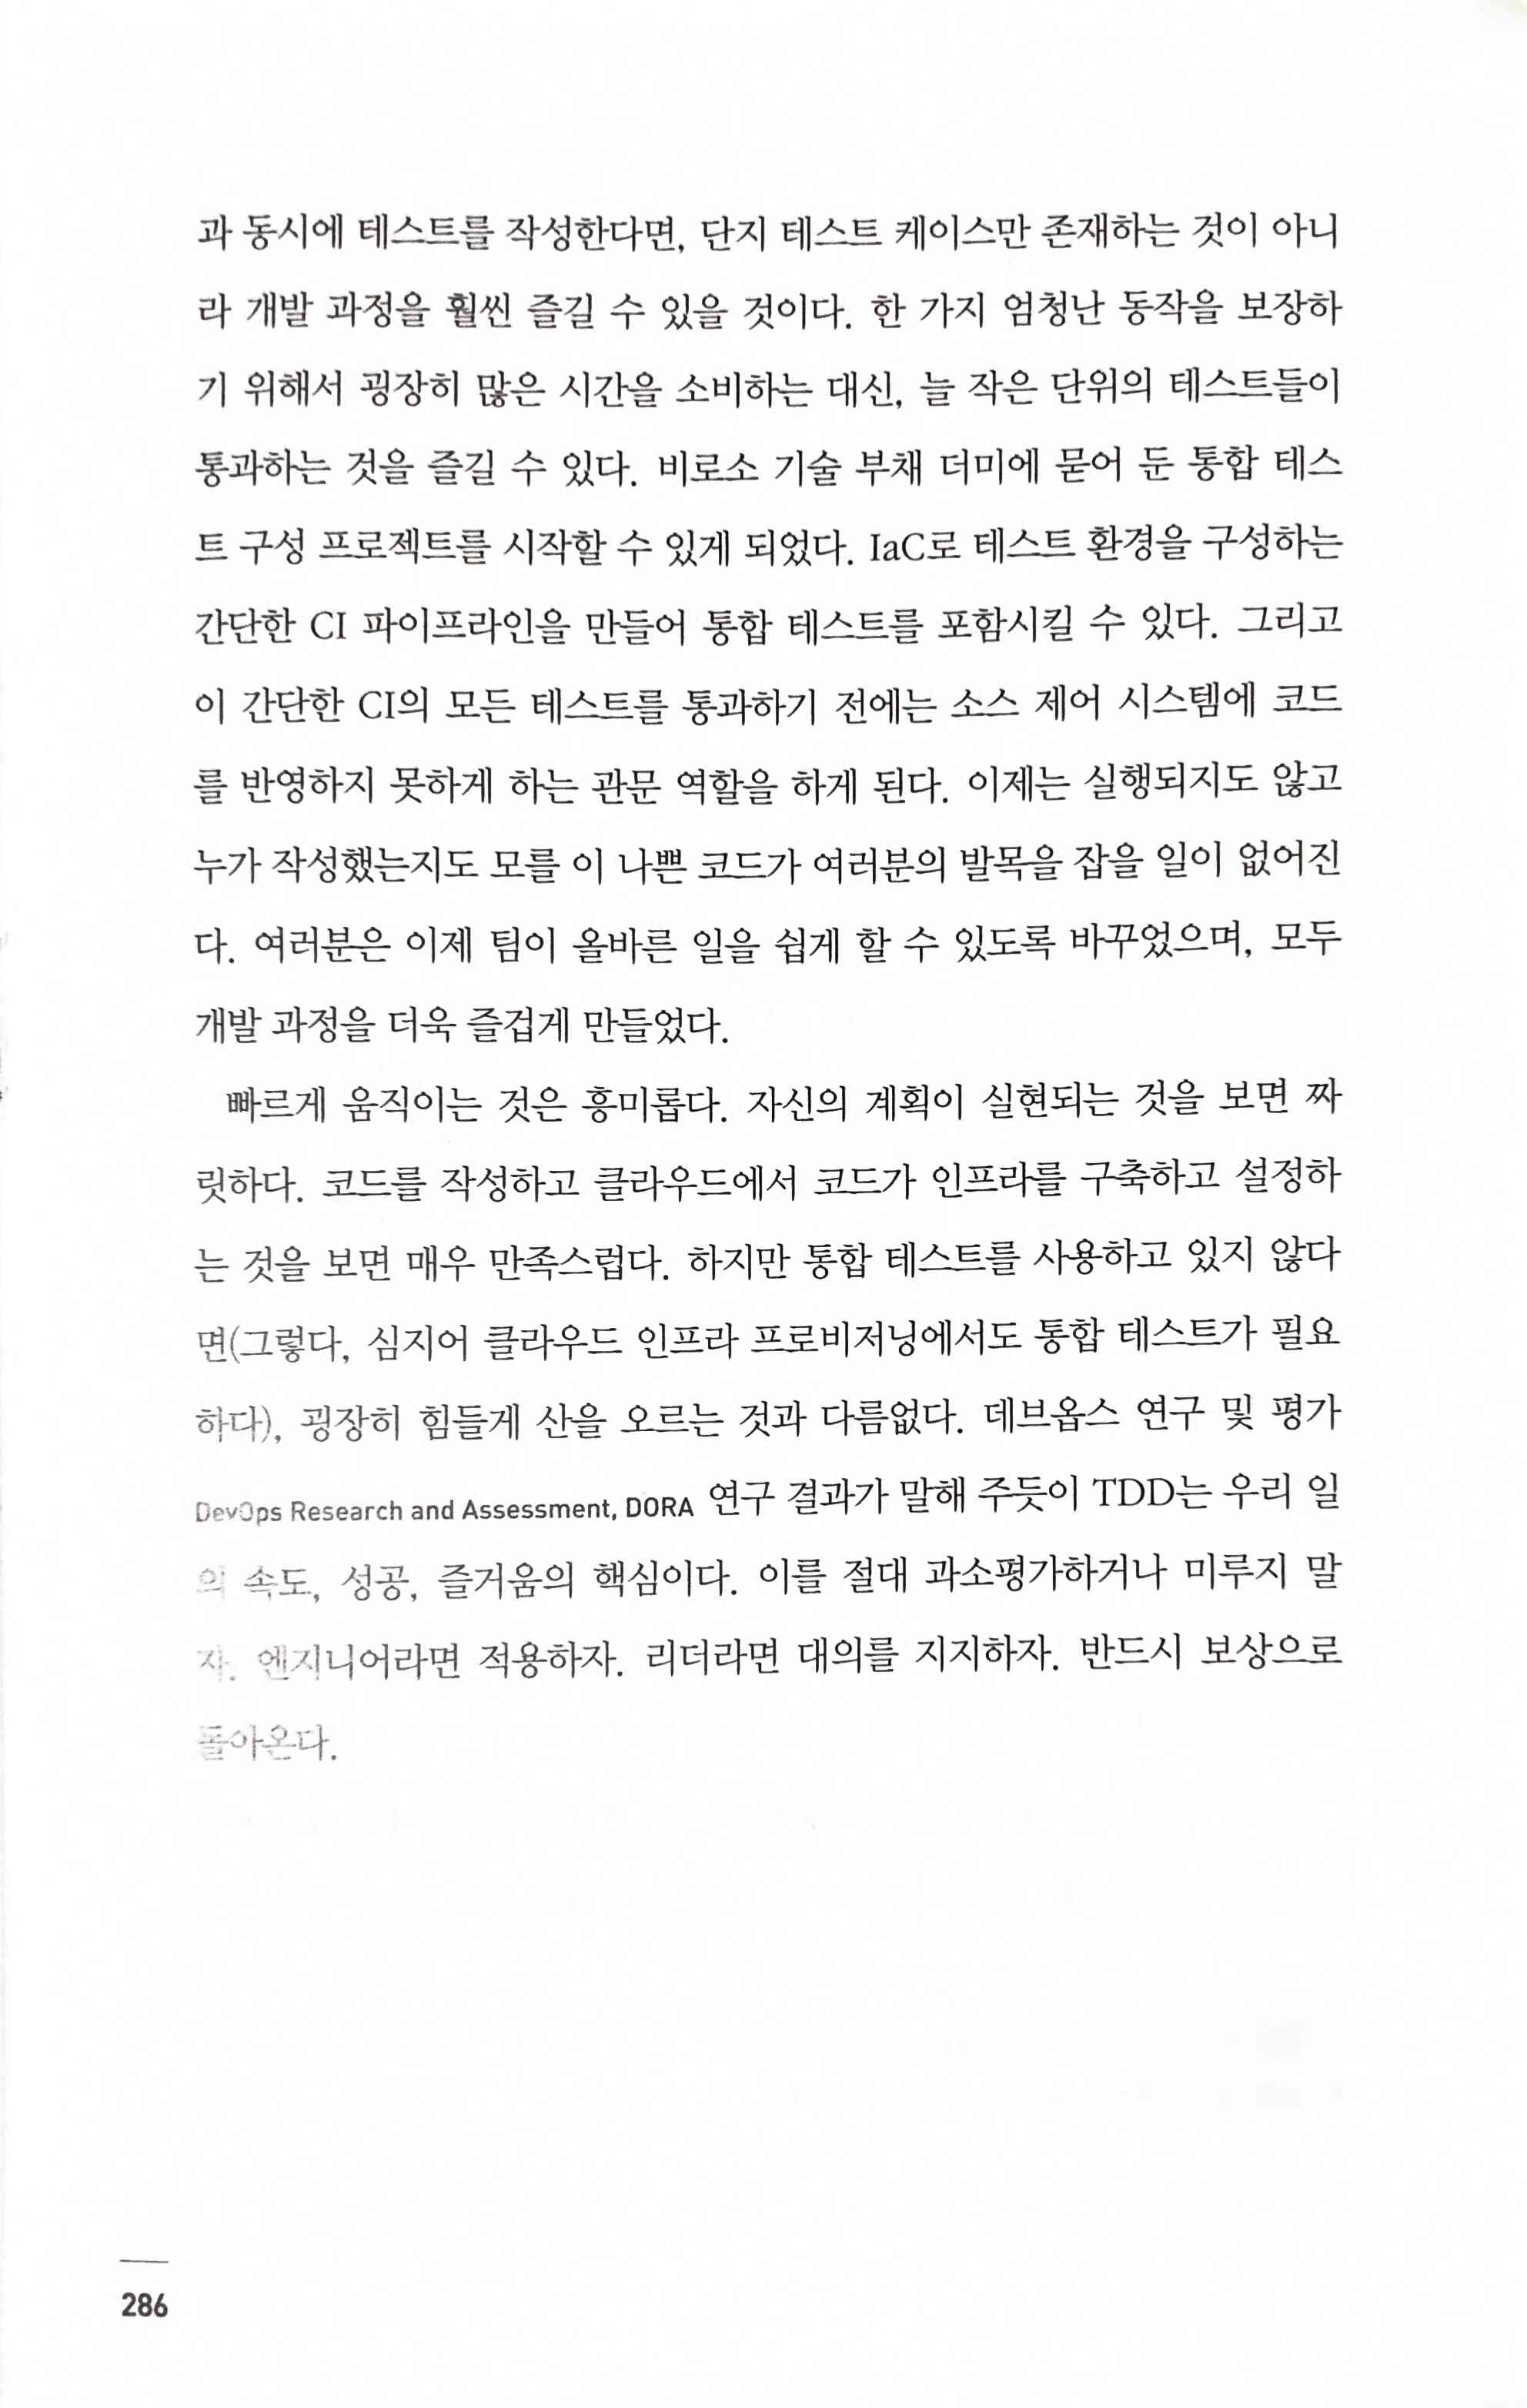 과 동시에 테스트를 작성한다면, 단지 테스트 케이스만 존재하는 것이 아니
라 개발 과정을 훨씬 즐길 수 있을 것이다. 한 가지 엄청난 동작을 보장하
기 위해서 굉장히 많은 시간을 소비하는 대신, 늘 작은 단위의 테스트들이
통과하는 것을 즐길 수 있다. 비로소 기술 부채 더미에 묻어 둔 통합 테스
트 구성 프로젝트를 시작할 수 있게 되었다. IaC로 테스트 환경을 구성하는
간단한 CI 파이프라인을 만들어 통합 테스트를 포함시킬 수 있다. 그리고
이 간단한 CI의 모든 테스트를 통과하기 전에는 소스 제어 시스템에 코드
를 반영하지 못하게 하는 관문 역할을 하게 된다. 이제는 실행되지도 않고
누가 작성했는지도 모를 이 나쁜 코드가 여러분의 발목을 잡을 일이 없어진
다. 여러분은 이제 팀이 올바른 일을 쉽게 할 수 있도록 바꾸었으며, 모두
개발 과정을 더욱 즐겁게 만들었다.
빠르게 움직이는 것은 흥미롭다. 자신의 계획이 실현되는 것을 보면 짜
릿하다. 코드를 작성하고 클라우드에서 코드가 인프라를 구축하고 설정하
는 것을 보면 매우 만족스럽다. 하지만 통합 테스트를 사용하고 있지 않다
면(그렇다, 심지어 클라우드 인프라 프로비저닝에서도 통합 테스트가 필요
하다), 굉장히 힘들게 산을 오르는 것과 다름없다. 데브옵스 연구 및 평가
DevOps Research and Assessment, DORA 연구 결과가 말해 주듯이 TDD는 우리 일
의 속도, 성공, 즐거움의 핵심이다. 이를 절대 과소평가하거나 미루지 말
자. 엔지니어라면 적용하자. 리더라면 대의를 지지하자. 반드시 보상으로
돌아온다.
286